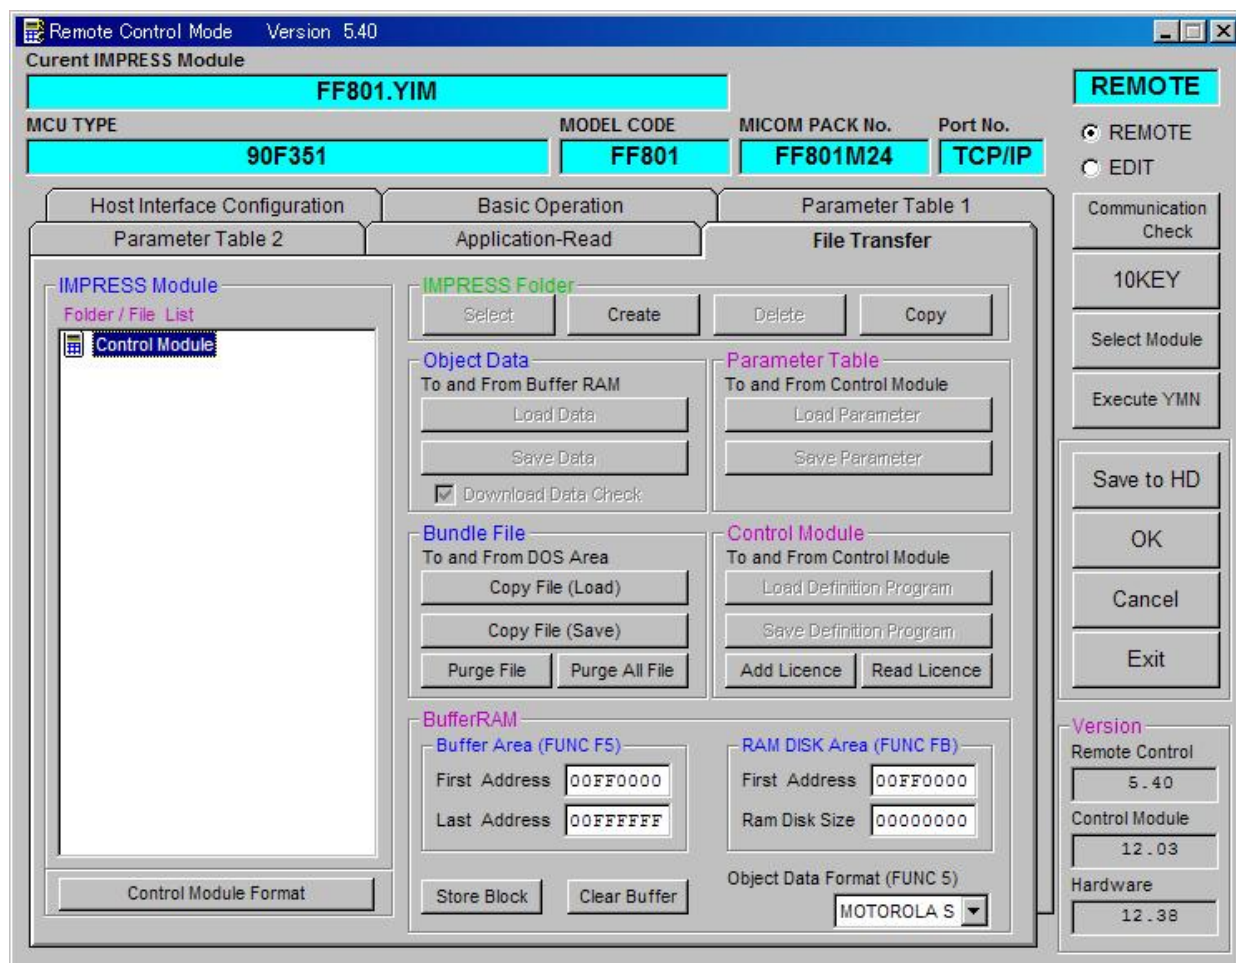 Remote Control Mode Version 5.40
Curent IMPRESS Module
FF801.YIM
REMOTE
MCU TYPE MODEL CODE MICOM PACK No. Port No.
90F351 FF801 FF801M24 TCP/IP
REMOTE
EDIT
Host Interface Configuration Basic Operation Parameter Table 1
Parameter Table 2 Application-Read File Transfer
Communication
Check
10KEY
Select Module
Execute YMN
Save to HD
OK
Cancel
Exit
IMPRESS Module
Folder / File List
Control Module
Control Module Format
IMPRESS Folder
Select Create Delete Copy
Object Data
To and From Buffer RAM
Load Data
Save Data
Download Data Check
Parameter Table
To and From Control Module
Load Parameter
Save Parameter
Bundle File
To and From DOS Area
Copy File (Load)
Copy File (Save)
Purge File Purge All File
Control Module
To and From Control Module
Load Definition Program
Save Definition Program
Add Licence Read Licence
BufferRAM
Buffer Area (FUNC F5)
First Address 00FF0000
Last Address 00FFFFFF
RAM DISK Area (FUNC FB)
First Address 00FF0000
Ram Disk Size 00000000
Store Block Clear Buffer
Object Data Format (FUNC 5)
MOTOROLA S
Version
Remote Control
5.40
Control Module
12.03
Hardware
12.38